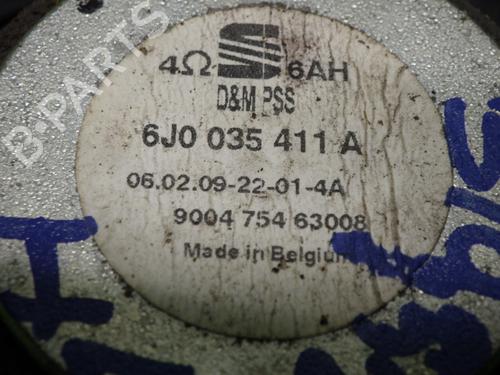 B-PARTS
4Ω S 6AH
D&M PSS
6J0 035 411 A
06.02.09-22-01-4A
9004 754 63008
Made in Belgium